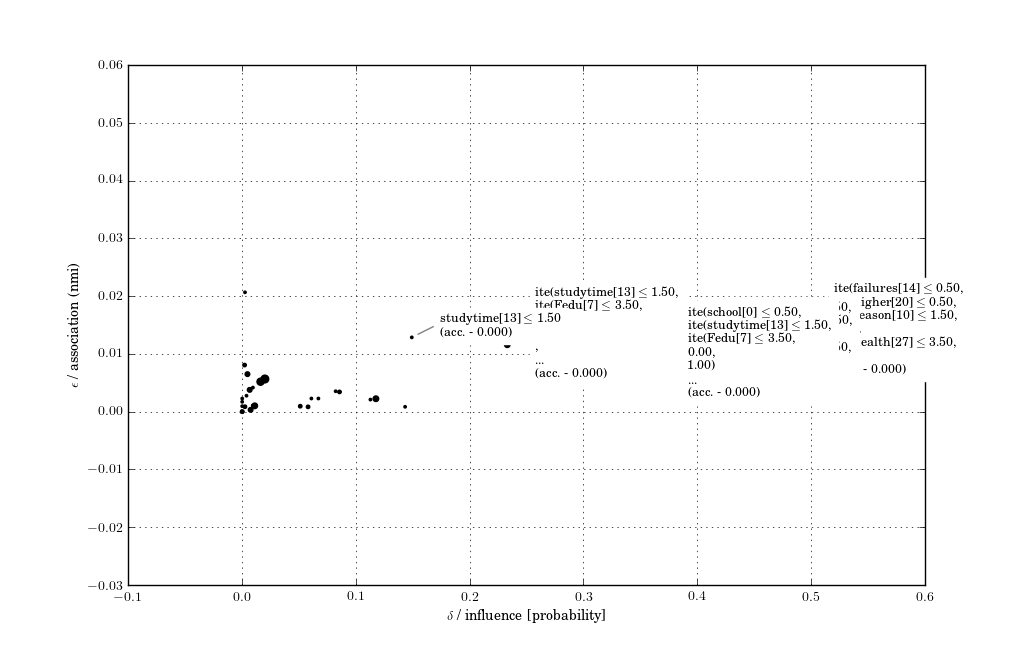 0.06
0.05
0.04
0.03
0.02
0.01
0.00
−0.01
−0.02
−0.03
ϵ / association (nmi)
studytime[13] ≤ 1.50
(acc. - 0.000)
ite(studytime[13] ≤ 1.50,
ite(Fedu[7] ≤ 3.50,
,
...
(acc. - 0.000)
ite(school[0] ≤ 0.50,
ite(studytime[13] ≤ 1.50,
ite(Fedu[7] ≤ 3.50,
0.00,
1.00)
...
(acc. - 0.000)
ite(failures[14] ≤ 0.50,
igher[20] ≤ 0.50,
eason[10] ≤ 1.50,
ealth[27] ≤ 3.50,
- 0.000)
−0.1 0.0 0.1 0.2 0.3 0.4 0.5 0.6
δ / influence [probability]